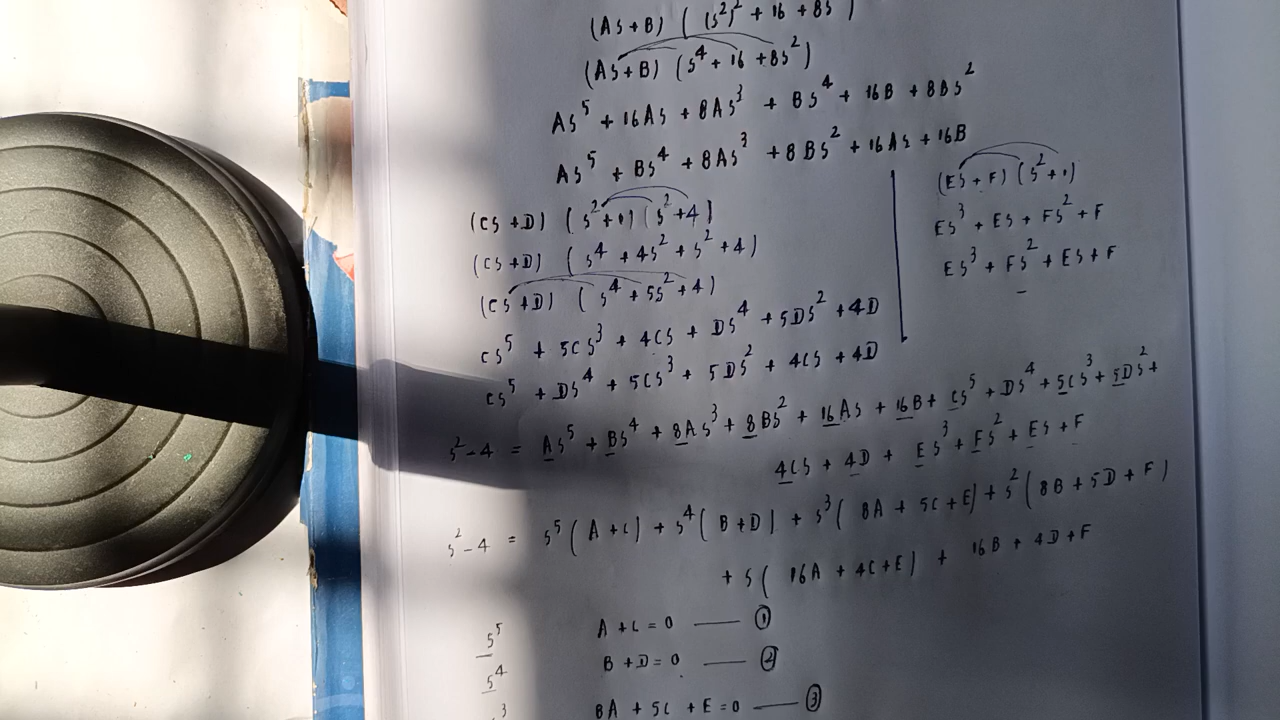 (As+B) ( (s²)² + 16 + 8s )
(As+B) (s⁴ + 16 + 8s²)
As⁵ + 16As + 8As³ + Bs⁴ + 16B + 8Bs²
As⁵ + Bs⁴ + 8As³ + 8Bs² + 16As + 16B
(Cs+D) (s²+1) (s²+4)
(Cs+D) (s⁴ + 4s² + s² + 4)
(Cs+D) (s⁴ + 5s² + 4)
Cs⁵ + 5Cs³ + 4Cs + Ds⁴ + 5Ds² + 4D
Cs⁵ + Ds⁴ + 5Cs³ + 5Ds² + 4Cs + 4D
(Es+F) (s²+1)
Es³ + Es + Fs² + F
Es³ + Fs² + Es + F
s²-4 = As⁵ + Bs⁴ + 8As³ + 8Bs² + 16As + 16B + Cs⁵ + Ds⁴ + 5Cs³ + 5Ds² +
4Cs + 4D + Es³ + Fs² + Es + F
s²-4 = s⁵(A+C) + s⁴(B+D) + s³(8A + 5C + E) + s²(8B + 5D + F)
+ s(16A + 4C + E) + 16B + 4D + F
s⁵ A + C = 0 —— ①
s⁴ B + D = 0 —— ②
³ 8A + 5C + E = 0 —— ③